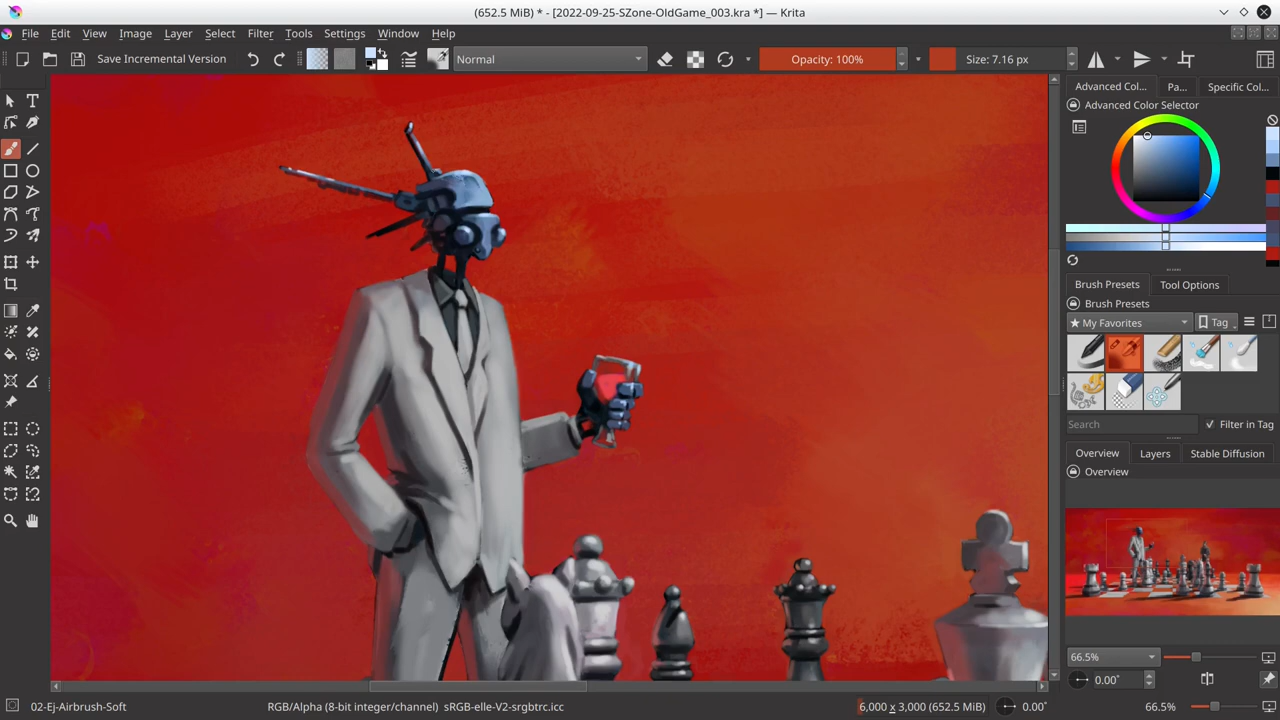 (652.5 MiB) * - [2022-09-25-SZone-OldGame_003.kra *] — Krita
File Edit View Image Layer Select Filter Tools Settings Window Help
Save Incremental Version Normal Opacity: 100% Size: 7.16 px
Advanced Col... Pa... Specific Col...
Advanced Color Selector
Brush Presets Tool Options
Brush Presets
★ My Favorites Tag
Search Filter in Tag
Overview Layers Stable Diffusion
Overview
66.5%
0.00°
02-Ej-Airbrush-Soft RGB/Alpha (8-bit integer/channel) sRGB-elle-V2-srgbtrc.icc 6,000 x 3,000 (652.5 MiB) 0.00° 66.5%